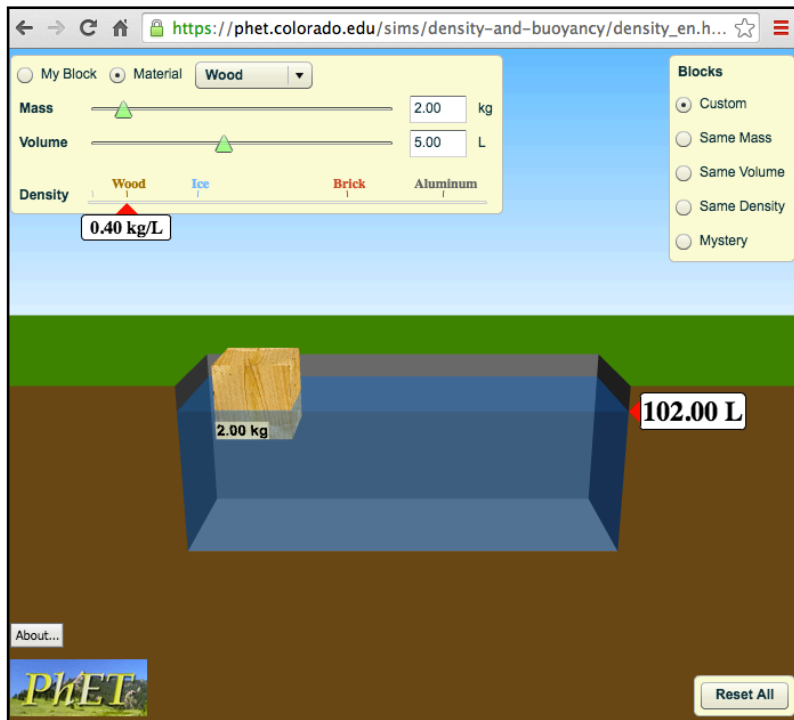 https://phet.colorado.edu/sims/density-and-buoyancy/density_en.h...
My Block Material Wood
Mass 2.00 kg
Volume 5.00 L
Wood Ice Brick Aluminum
Density
0.40 kg/L
Blocks
Custom
Same Mass
Same Volume
Same Density
Mystery
2.00 kg
102.00 L
About...
PhET
Reset All